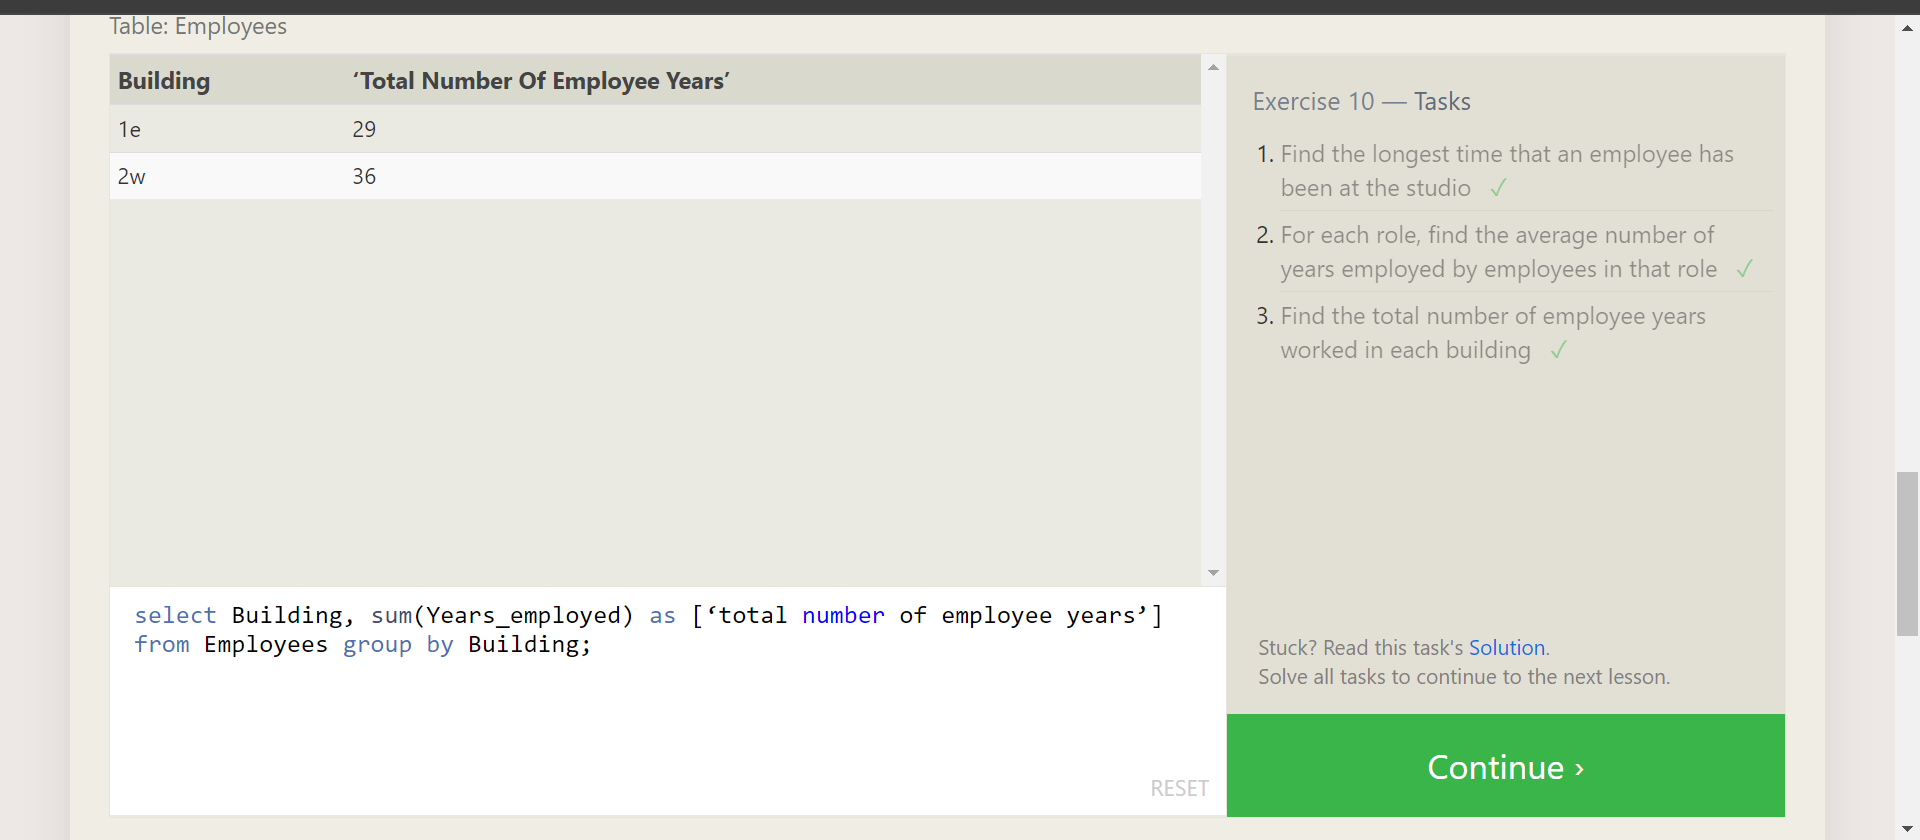 Table: Employees
Building ‘Total Number Of Employee Years’
1e 29
2w 36
select Building, sum(Years_employed) as [‘total number of employee years’]
from Employees group by Building;
RESET
Exercise 10 — Tasks
1. Find the longest time that an employee has
been at the studio ✓
2. For each role, find the average number of
years employed by employees in that role ✓
3. Find the total number of employee years
worked in each building ✓
Stuck? Read this task's Solution.
Solve all tasks to continue to the next lesson.
Continue ›